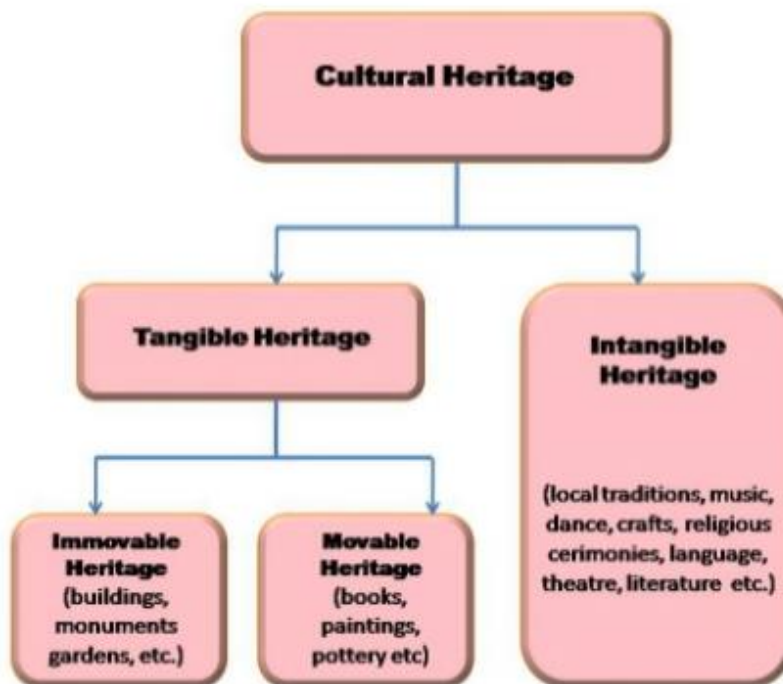 Cultural Heritage
Tangible Heritage
Intangible
Heritage
(local traditions, music,
dance, crafts, religious
cerimonies, language,
theatre, literature etc.)
Immovable
Heritage
(buildings,
monuments
gardens, etc.)
Movable
Heritage
(books,
paintings,
pottery etc)